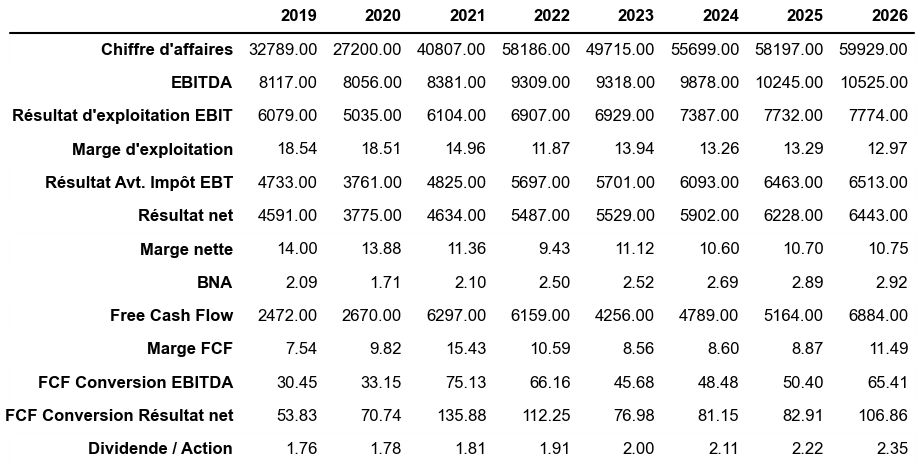 2019 2020 2021 2022 2023 2024 2025 2026
Chiffre d'affaires 32789.00 27200.00 40807.00 58186.00 49715.00 55699.00 58197.00 59929.00
EBITDA 8117.00 8056.00 8381.00 9309.00 9318.00 9878.00 10245.00 10525.00
Résultat d'exploitation EBIT 6079.00 5035.00 6104.00 6907.00 6929.00 7387.00 7732.00 7774.00
Marge d'exploitation 18.54 18.51 14.96 11.87 13.94 13.26 13.29 12.97
Résultat Avt. Impôt EBT 4733.00 3761.00 4825.00 5697.00 5701.00 6093.00 6463.00 6513.00
Résultat net 4591.00 3775.00 4634.00 5487.00 5529.00 5902.00 6228.00 6443.00
Marge nette 14.00 13.88 11.36 9.43 11.12 10.60 10.70 10.75
BNA 2.09 1.71 2.10 2.50 2.52 2.69 2.89 2.92
Free Cash Flow 2472.00 2670.00 6297.00 6159.00 4256.00 4789.00 5164.00 6884.00
Marge FCF 7.54 9.82 15.43 10.59 8.56 8.60 8.87 11.49
FCF Conversion EBITDA 30.45 33.15 75.13 66.16 45.68 48.48 50.40 65.41
FCF Conversion Résultat net 53.83 70.74 135.88 112.25 76.98 81.15 82.91 106.86
Dividende / Action 1.76 1.78 1.81 1.91 2.00 2.11 2.22 2.35